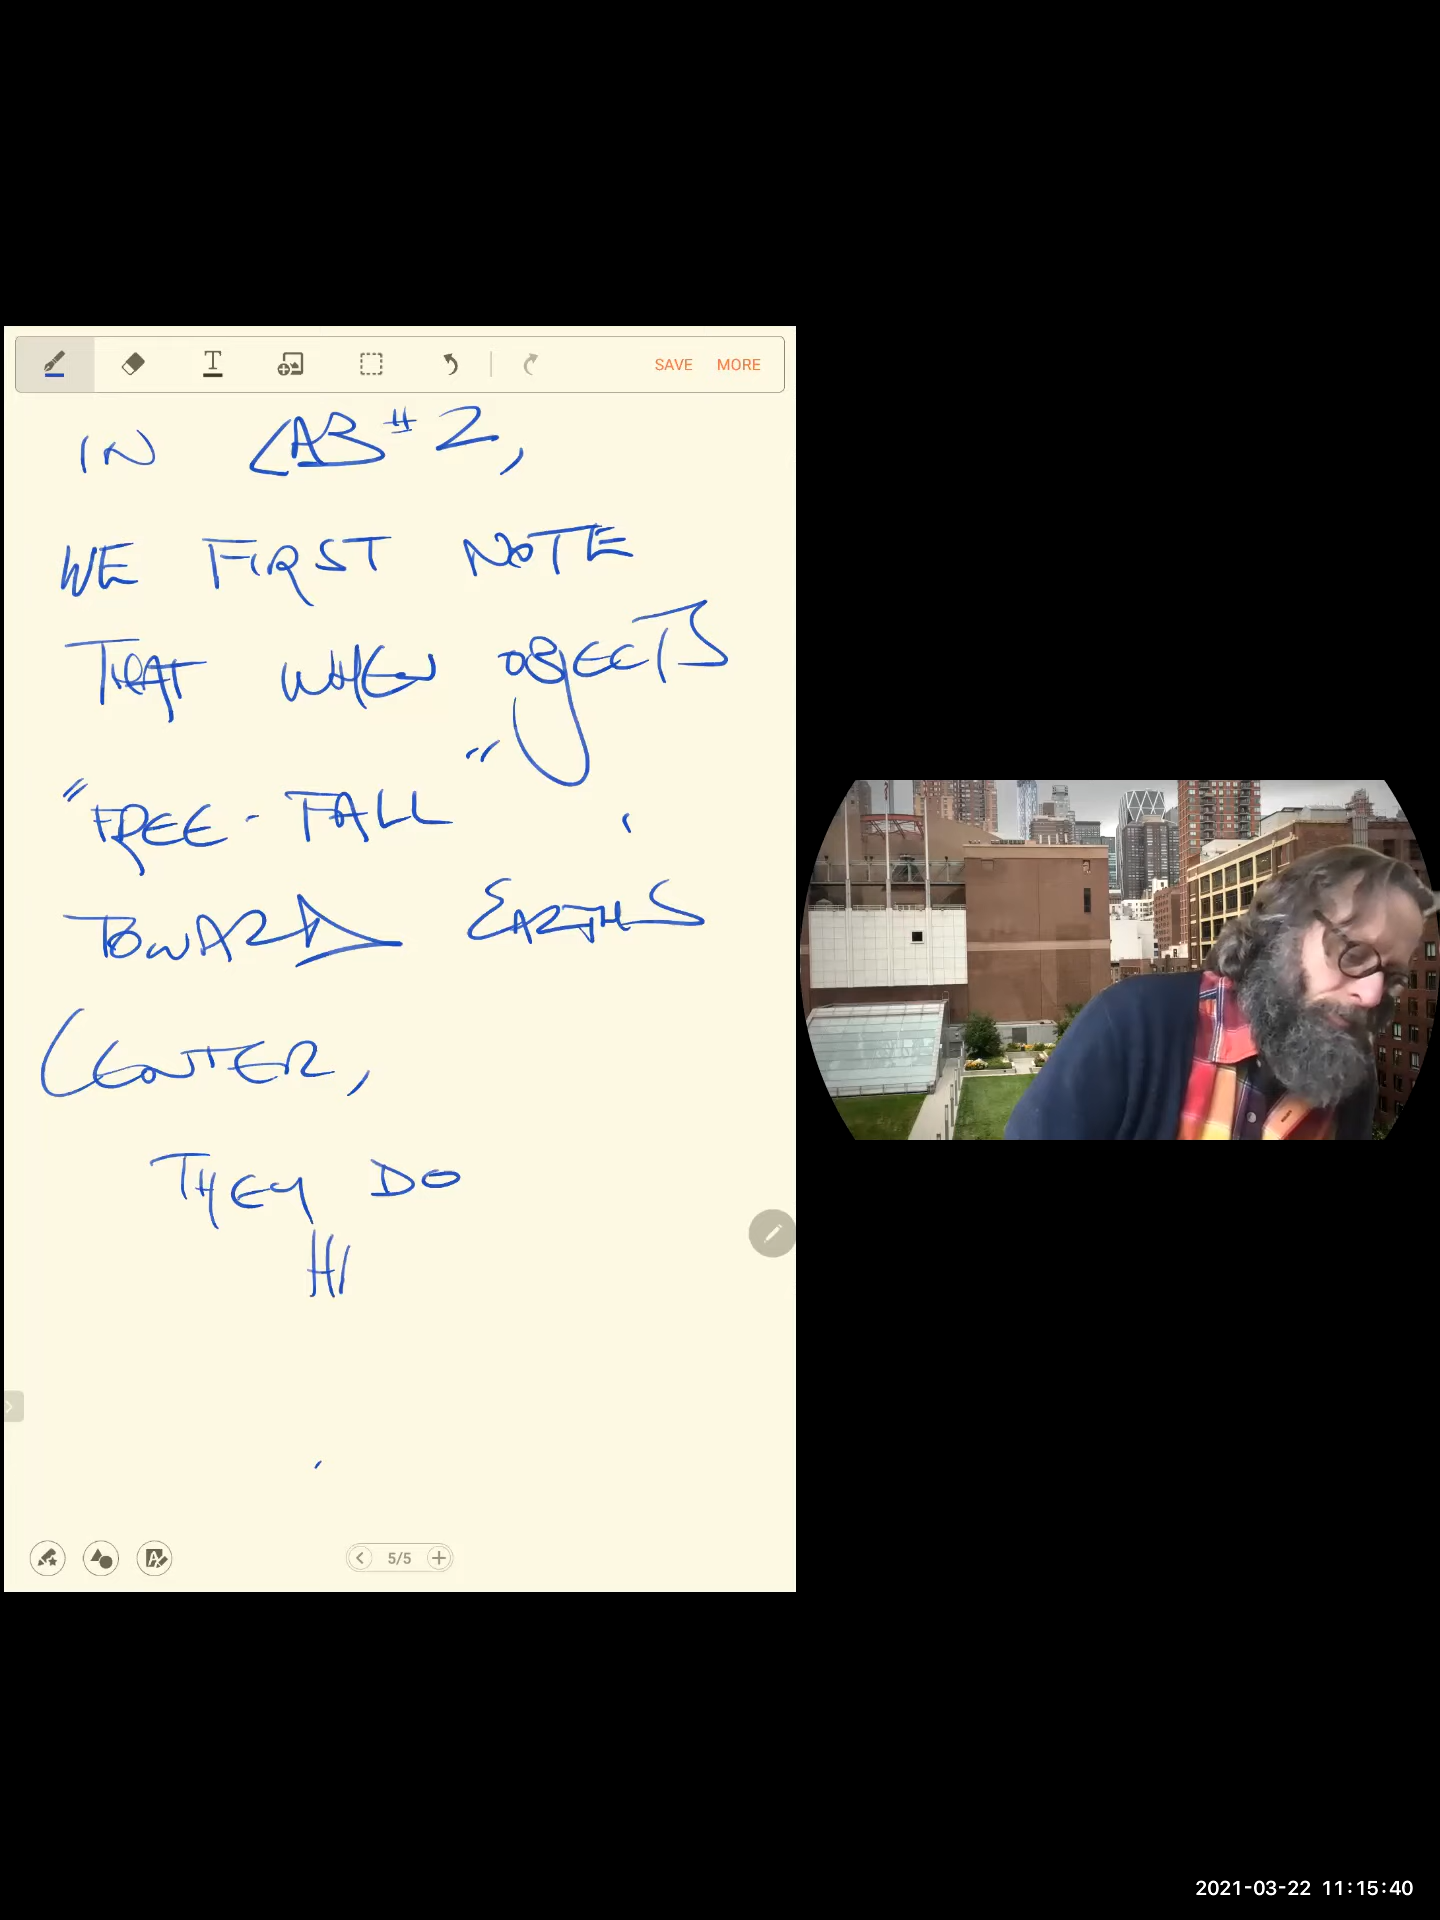 SAVE MORE
IN LAB #2,
WE FIRST NOTE
THAT WHEN OBJECTS
"FREE-FALL"
TOWARD EARTH'S
CENTER,
THEY DO
5/5
2021-03-22 11:15:40